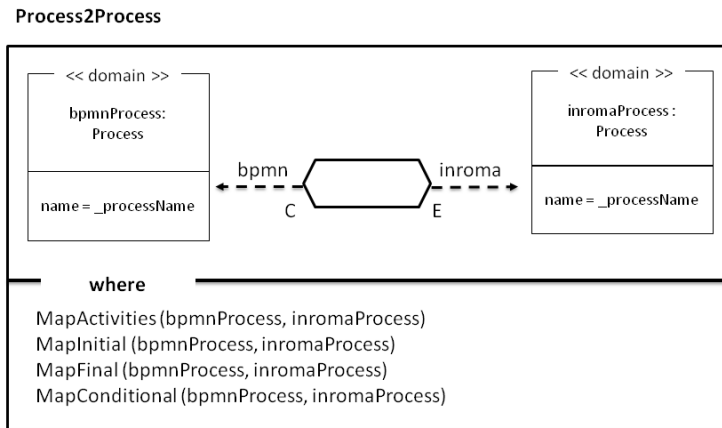 Process2Process
<< domain >>
bpmnProcess:
Process
name = _processName
bpmn
C
inroma
E
<< domain >>
inromaProcess :
Process
name = _processName
where
MapActivities (bpmnProcess, inromaProcess)
MapInitial (bpmnProcess, inromaProcess)
MapFinal (bpmnProcess, inromaProcess)
MapConditional (bpmnProcess, inromaProcess)